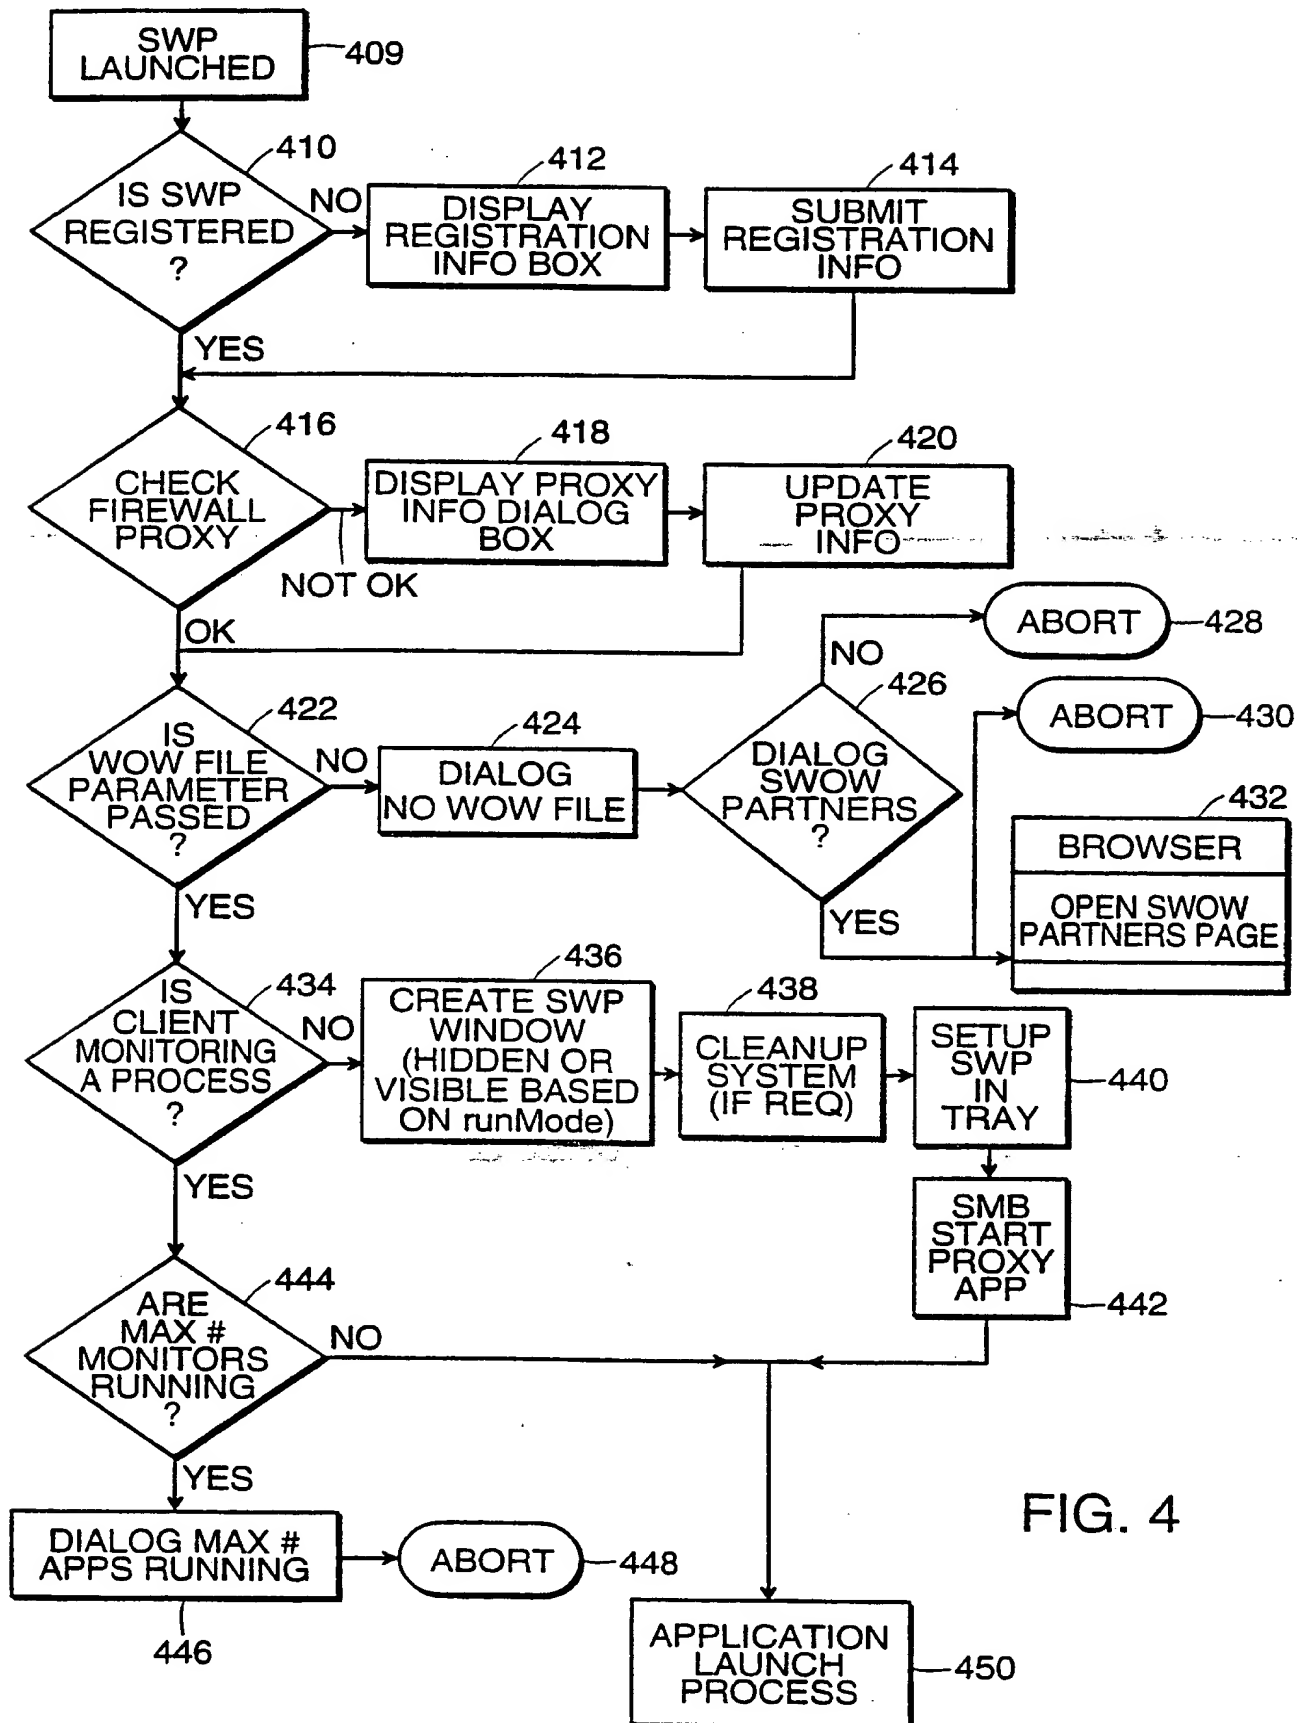 SWP
LAUNCHED
409
410
IS SWP
REGISTERED
?
NO
412
DISPLAY
REGISTRATION
INFO BOX
414
SUBMIT
REGISTRATION
INFO
YES
416
CHECK
FIREWALL
PROXY
NOT OK
418
DISPLAY PROXY
INFO DIALOG
BOX
420
UPDATE
PROXY
INFO
OK
422
IS
WOW FILE
PARAMETER
PASSED
?
NO
424
DIALOG
NO WOW FILE
426
DIALOG
SWOW
PARTNERS
?
NO
ABORT
428
ABORT
430
YES
432
BROWSER
OPEN SWOW
PARTNERS PAGE
YES
434
IS
CLIENT
MONITORING
A PROCESS
?
NO
436
CREATE SWP
WINDOW
(HIDDEN OR
VISIBLE BASED
ON runMode)
438
CLEANUP
SYSTEM
(IF REQ)
SETUP
SWP
IN
TRAY
440
SMB
START
PROXY
APP
442
YES
444
ARE
MAX #
MONITORS
RUNNING
?
NO
YES
DIALOG MAX #
APPS RUNNING
446
ABORT
448
APPLICATION
LAUNCH
PROCESS
450
FIG. 4